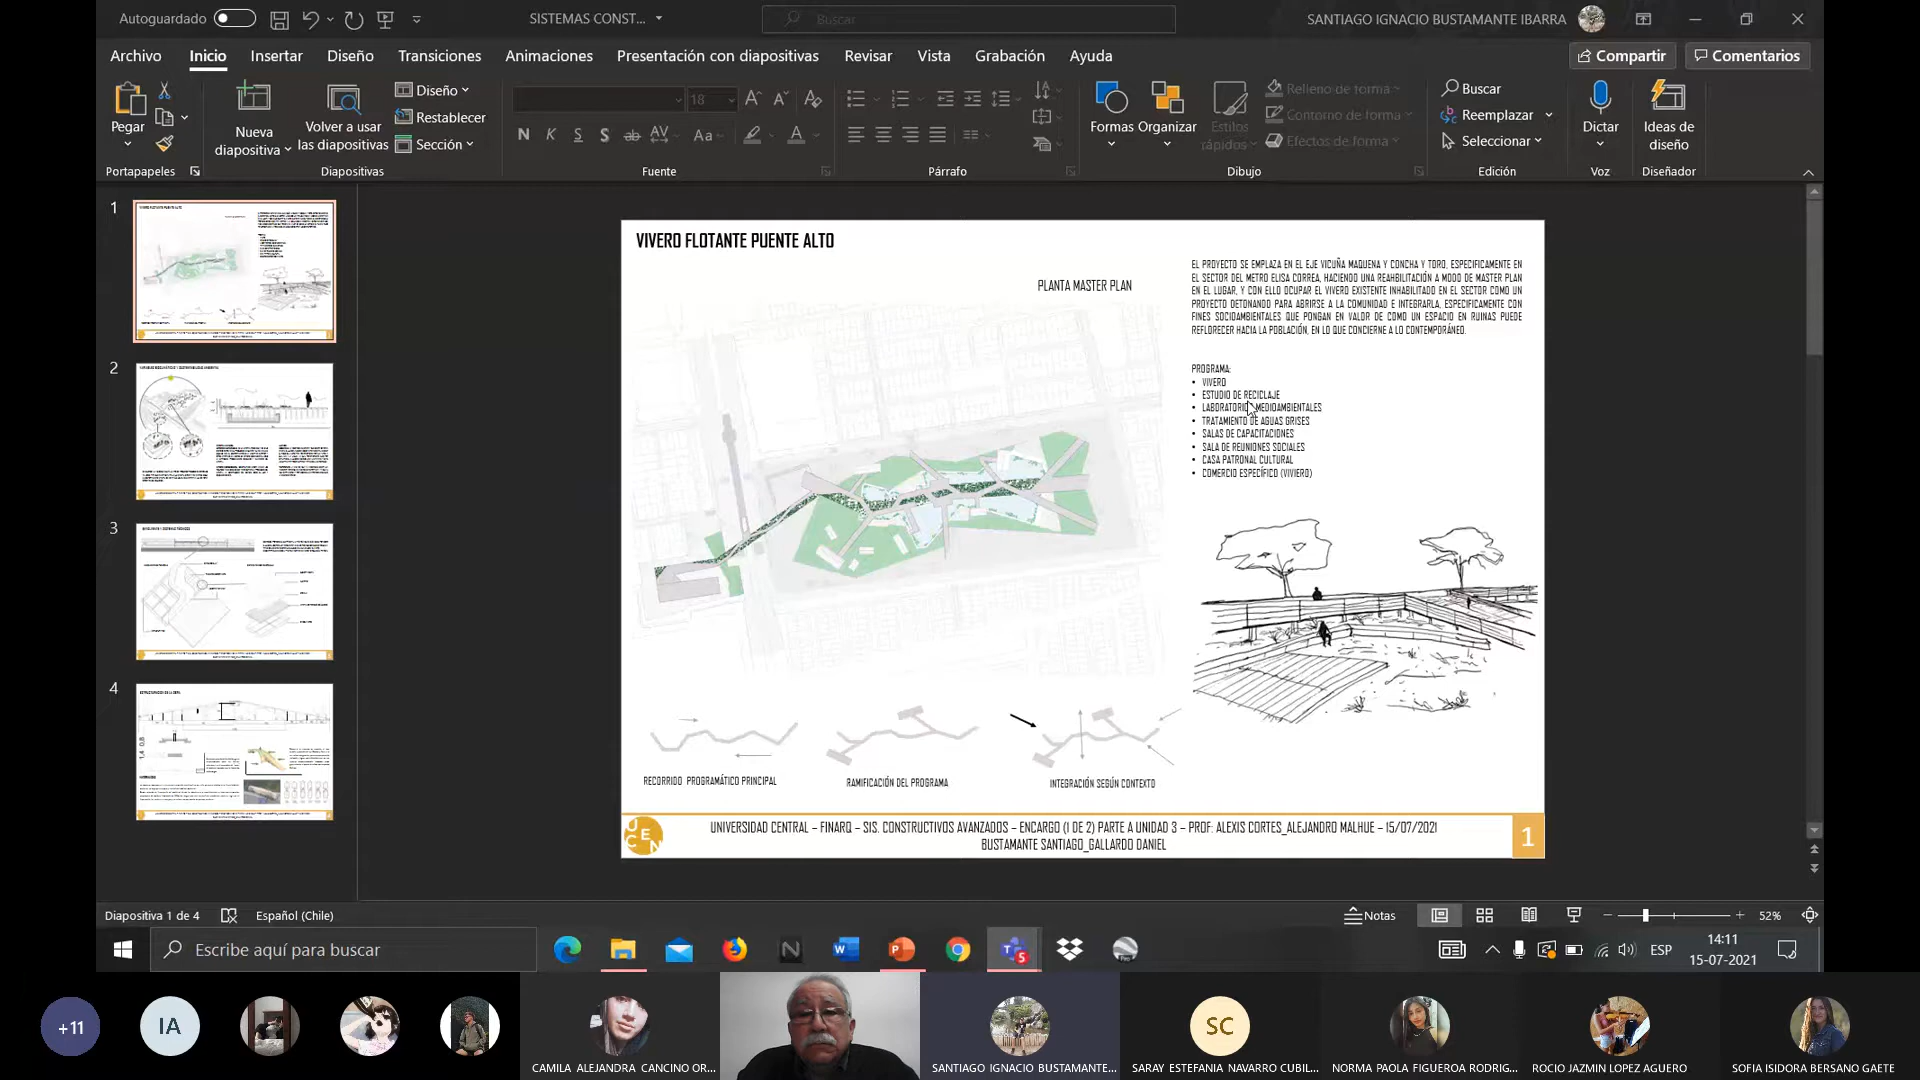 Autoguardado
SISTEMAS CONST...
Buscar
SANTIAGO IGNACIO BUSTAMANTE IBARRA
Archivo
Inicio
Insertar
Diseño
Transiciones
Animaciones
Presentación con diapositivas
Revisar
Vista
Grabación
Ayuda
Compartir
Comentarios
Pegar
Nueva
diapositiva
Volver a usar
las diapositivas
Diseño
Restablecer
Sección
18
N K S S ab AV Aa A
Formas
Organizar
Estilos
rápidos
Relleno de forma
Contorno de forma
Efectos de forma
Buscar
Reemplazar
Seleccionar
Dictar
Ideas de
diseño
Portapapeles
Diapositivas
Fuente
Párrafo
Dibujo
Edición
Voz
Diseñador
1
2
3
4
VIVERO FLOTANTE PUENTE ALTO
PLANTA MASTER PLAN
EL PROYECTO SE EMPLAZA EN EL EJE VICUÑA MAQUENA Y CONCHA Y TORO, ESPECIFICAMENTE EN
EL SECTOR DEL METRO ELISA CORREA, HACIENDO UNA REAHBILITACIÓN A MODO DE MASTER PLAN
EN EL LUGAR, Y CON ELLO OCUPAR EL VIVERO EXISTENTE INHABILITADO EN EL SECTOR COMO UN
PROYECTO DETONANDO PARA ABRIRSE A LA COMUNIDAD E INTEGRARLA, ESPECIFICAMENTE CON
FINES SOCIOAMBIENTALES QUE PONGAN EN VALOR DE COMO UN ESPACIO EN RUINAS PUEDE
REFLORECER HACIA LA POBLACIÓN, EN LO QUE CONCIERNE A LO CONTEMPORÁNEO.
PROGRAMA:
• VIVERO
• ESTUDIO DE RECICLAJE
• LABORATORIO MEDIOAMBIENTALES
• TRATAMIENTO DE AGUAS GRISES
• SALAS DE CAPACITACIONES
• SALA DE REUNIONES SOCIALES
• CASA PATRONAL CULTURAL
• COMERCIO ESPECÍFICO (VIVIERO)
RECORRIDO PROGRAMÁTICO PRINCIPAL
RAMIFICACIÓN DEL PROGRAMA
INTEGRACIÓN SEGÚN CONTEXTO
UCEN
UNIVERSIDAD CENTRAL – FINARQ – SIS. CONSTRUCTIVOS AVANZADOS – ENCARGO (1 DE 2) PARTE A UNIDAD 3 – PROF: ALEXIS CORTES_ALEJANDRO MALHUE – 15/07/2021
BUSTAMANTE SANTIAGO_GALLARDO DANIEL
1
Diapositiva 1 de 4
Español (Chile)
Notas
52%
Escribe aquí para buscar
ESP
14:11
15-07-2021
+11
IA
SC
CAMILA ALEJANDRA CANCINO OR...
SANTIAGO IGNACIO BUSTAMANTE...
SARAY ESTEFANIA NAVARRO CUBIL...
NORMA PAOLA FIGUEROA RODRIG...
ROCIO JAZMIN LOPEZ AGUERO
SOFIA ISIDORA BERSANO GAETE